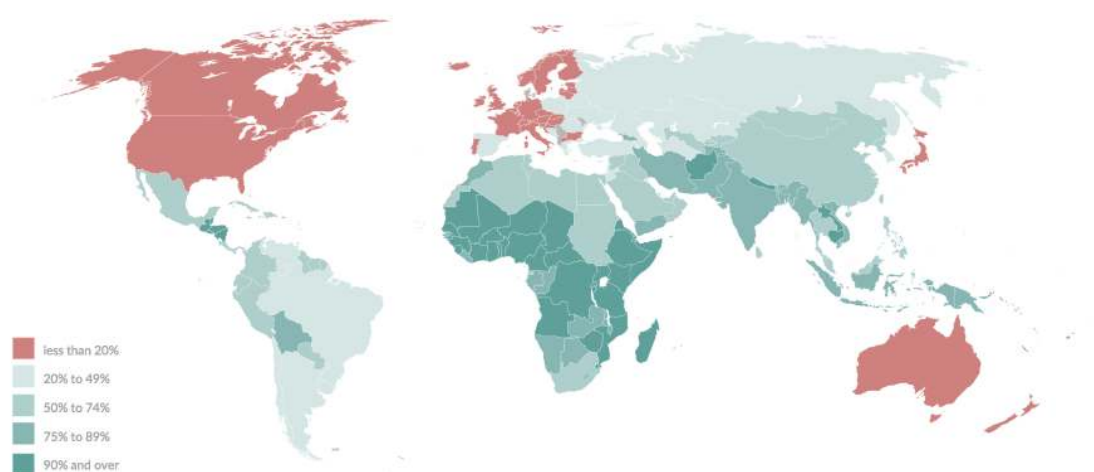 less than 20%
20% to 49%
50% to 74%
75% to 89%
90% and over